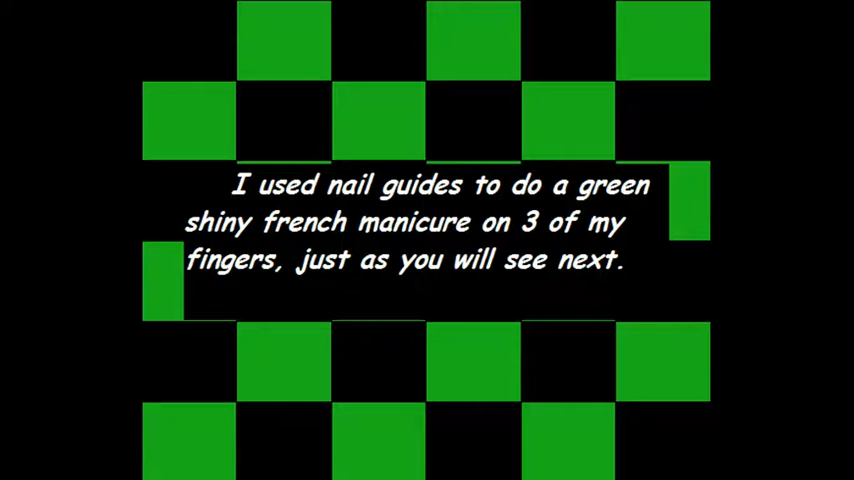 I used nail guides to do a green
shiny french manicure on 3 of my
fingers, just as you will see next.